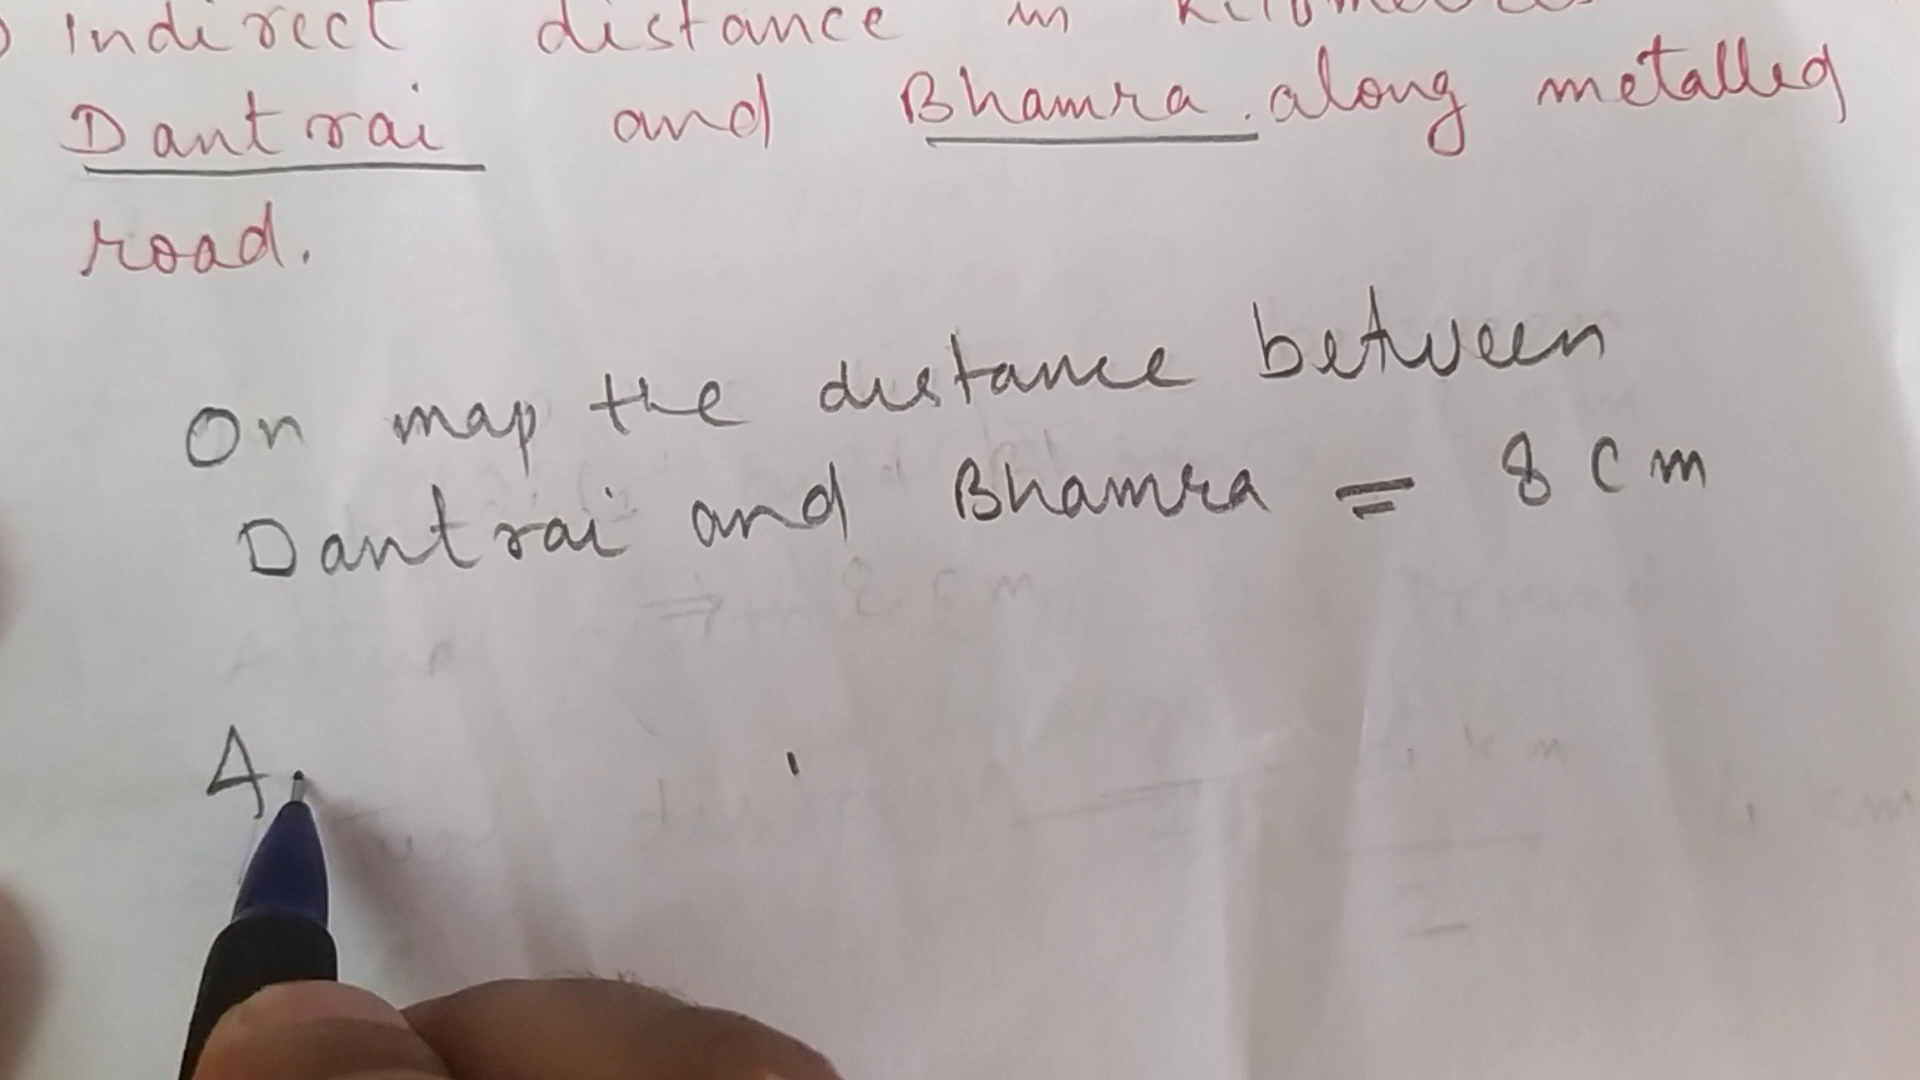 Indirect distance in Kilometres
Dantrai and Bhamra. along metalled
road.
On map the distance between
Dantrai and Bhamra = 8 cm
A